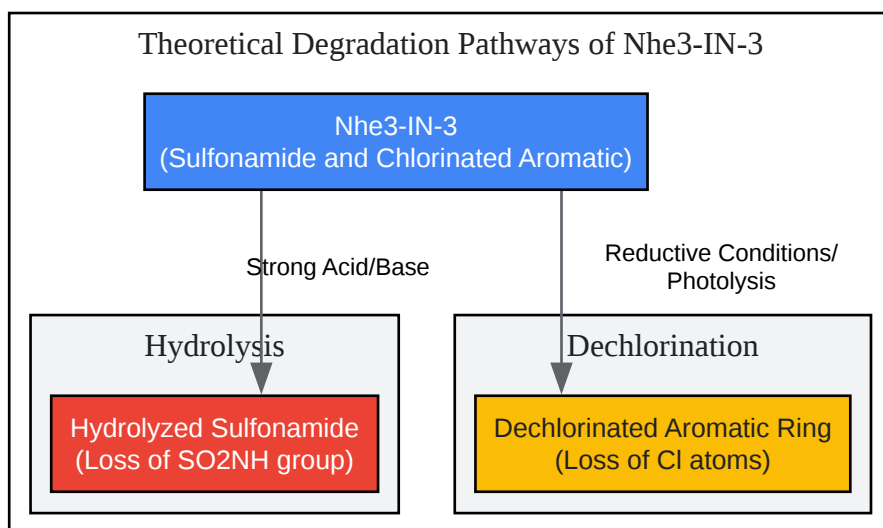 Theoretical Degradation Pathways of Nhe3-IN-3
Nhe3-IN-3
(Sulfonamide and Chlorinated Aromatic)
Strong Acid/Base
Reductive Conditions/
Photolysis
Hydrolysis
Hydrolyzed Sulfonamide
(Loss of SO2NH group)
Dechlorination
Dechlorinated Aromatic Ring
(Loss of Cl atoms)